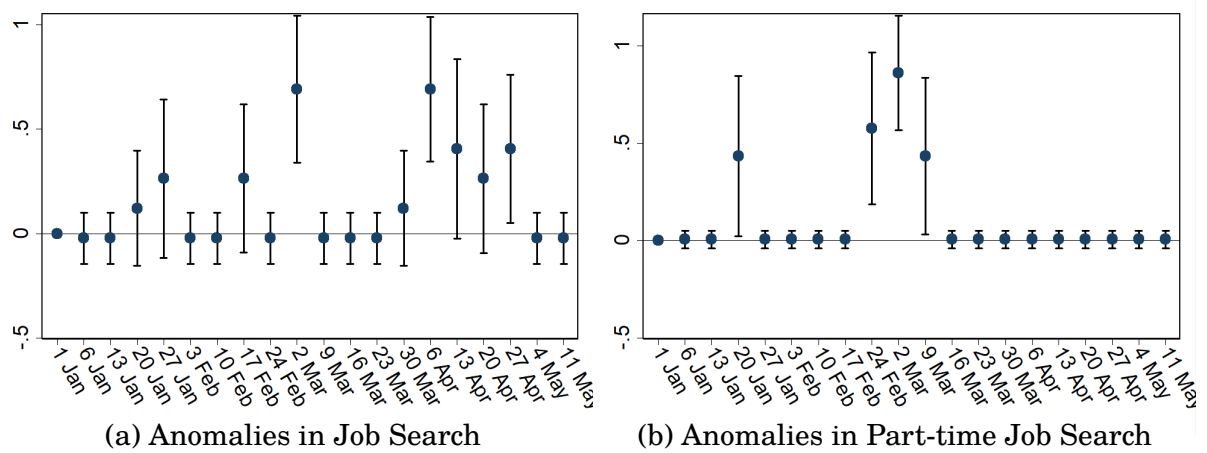 1
.5
0
-.5
1 Jan
6 Jan
13 Jan
20 Jan
27 Jan
3 Feb
10 Feb
17 Feb
24 Feb
2 Mar
9 Mar
16 Mar
23 Mar
30 Mar
6 Apr
13 Apr
20 Apr
27 Apr
4 May
11 May
(a) Anomalies in Job Search
1
.5
0
-.5
1 Jan
6 Jan
13 Jan
20 Jan
27 Jan
3 Feb
10 Feb
17 Feb
24 Feb
2 Mar
9 Mar
16 Mar
23 Mar
30 Mar
6 Apr
13 Apr
20 Apr
27 Apr
4 May
11 May
(b) Anomalies in Part-time Job Search